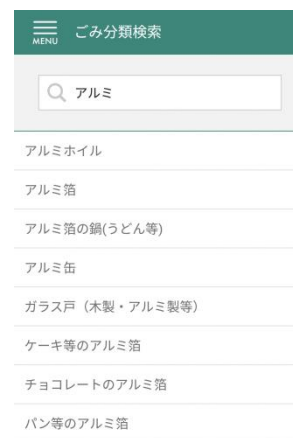 MENU
ごみ分類検索
アルミ
アルミホイル
アルミ箔
アルミ箔の鍋(うどん等)
アルミ缶
ガラス戸（木製・アルミ製等）
ケーキ等のアルミ箔
チョコレートのアルミ箔
パン等のアルミ箔